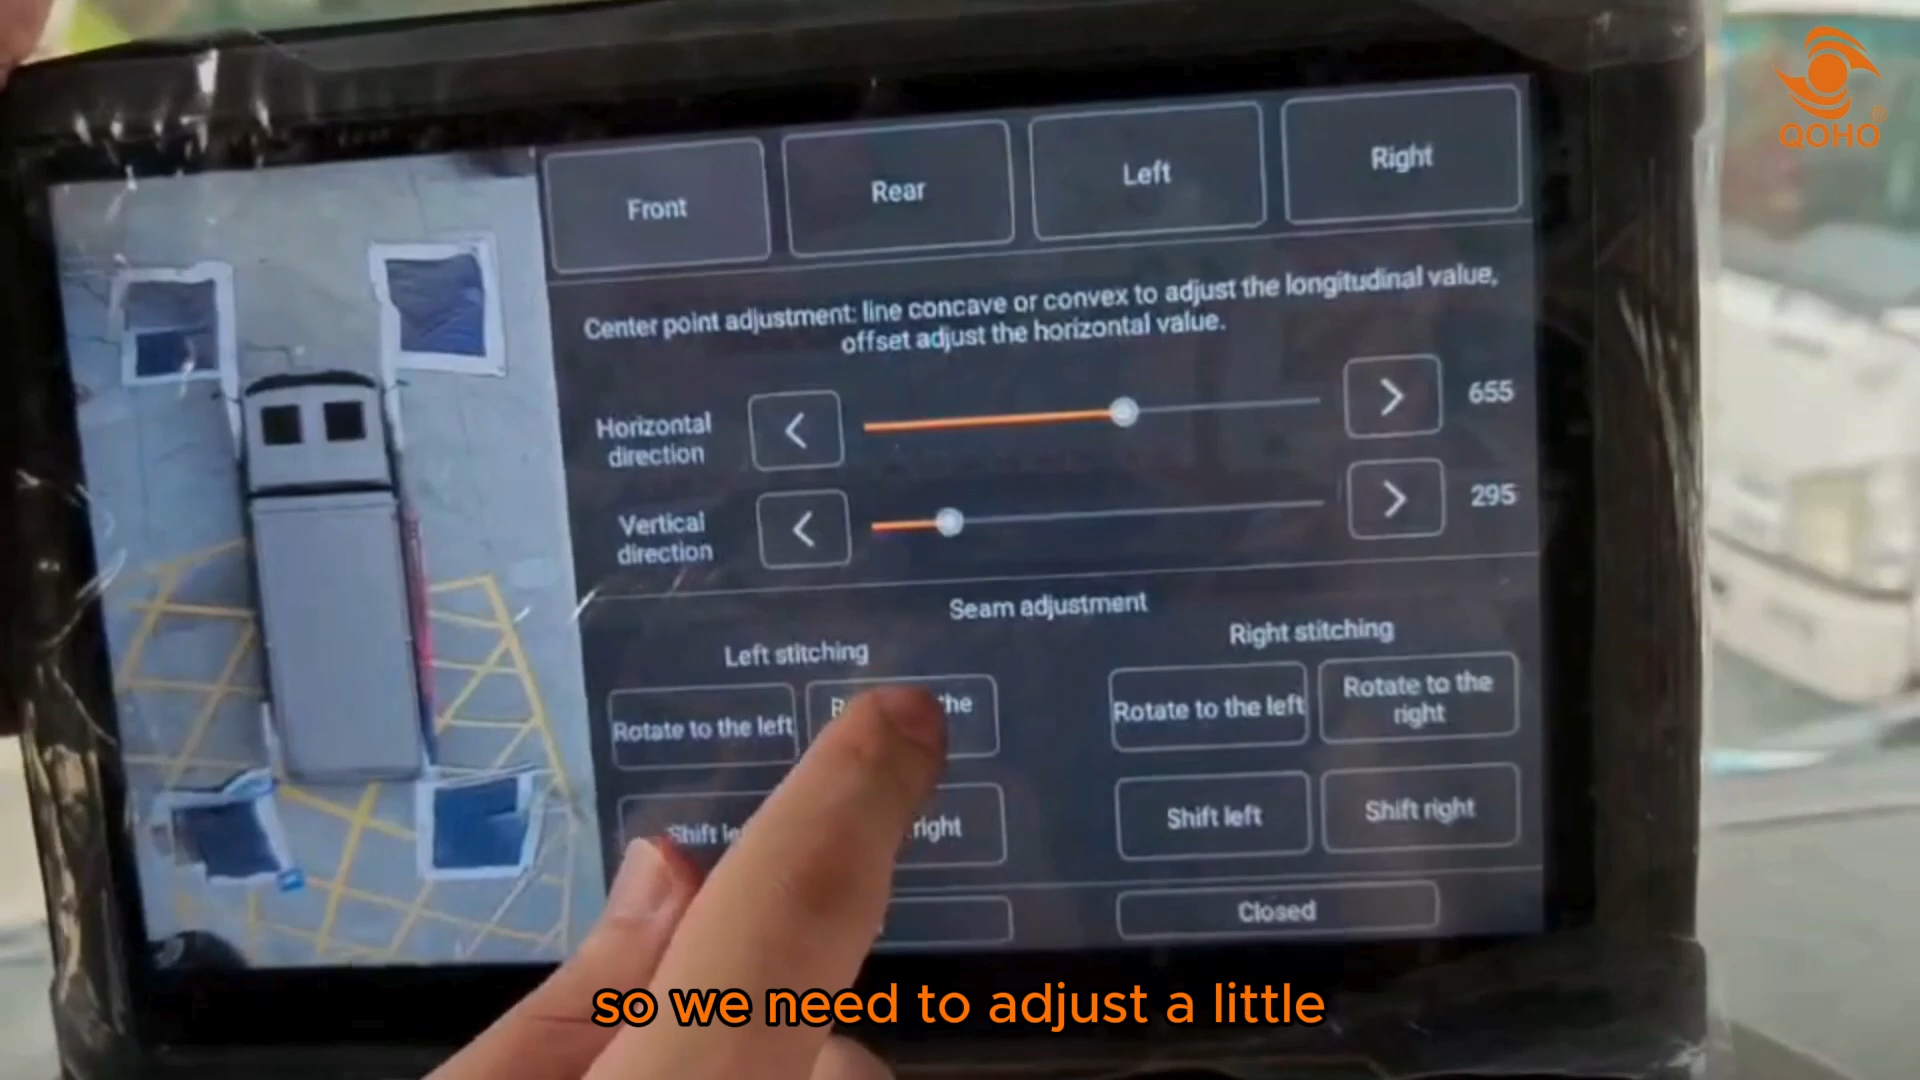 QOHO
Front
Rear
Left
Right
Center point adjustment: line concave or convex to adjust the longitudinal value,
offset adjust the horizontal value.
Horizontal
direction
655
Vertical
direction
295
Seam adjustment
Left stitching
Right stitching
Rotate to the left
the
Rotate to the left
Rotate to the
right
Shift
right
Shift left
Shift right
Closed
so we need to adjust a little